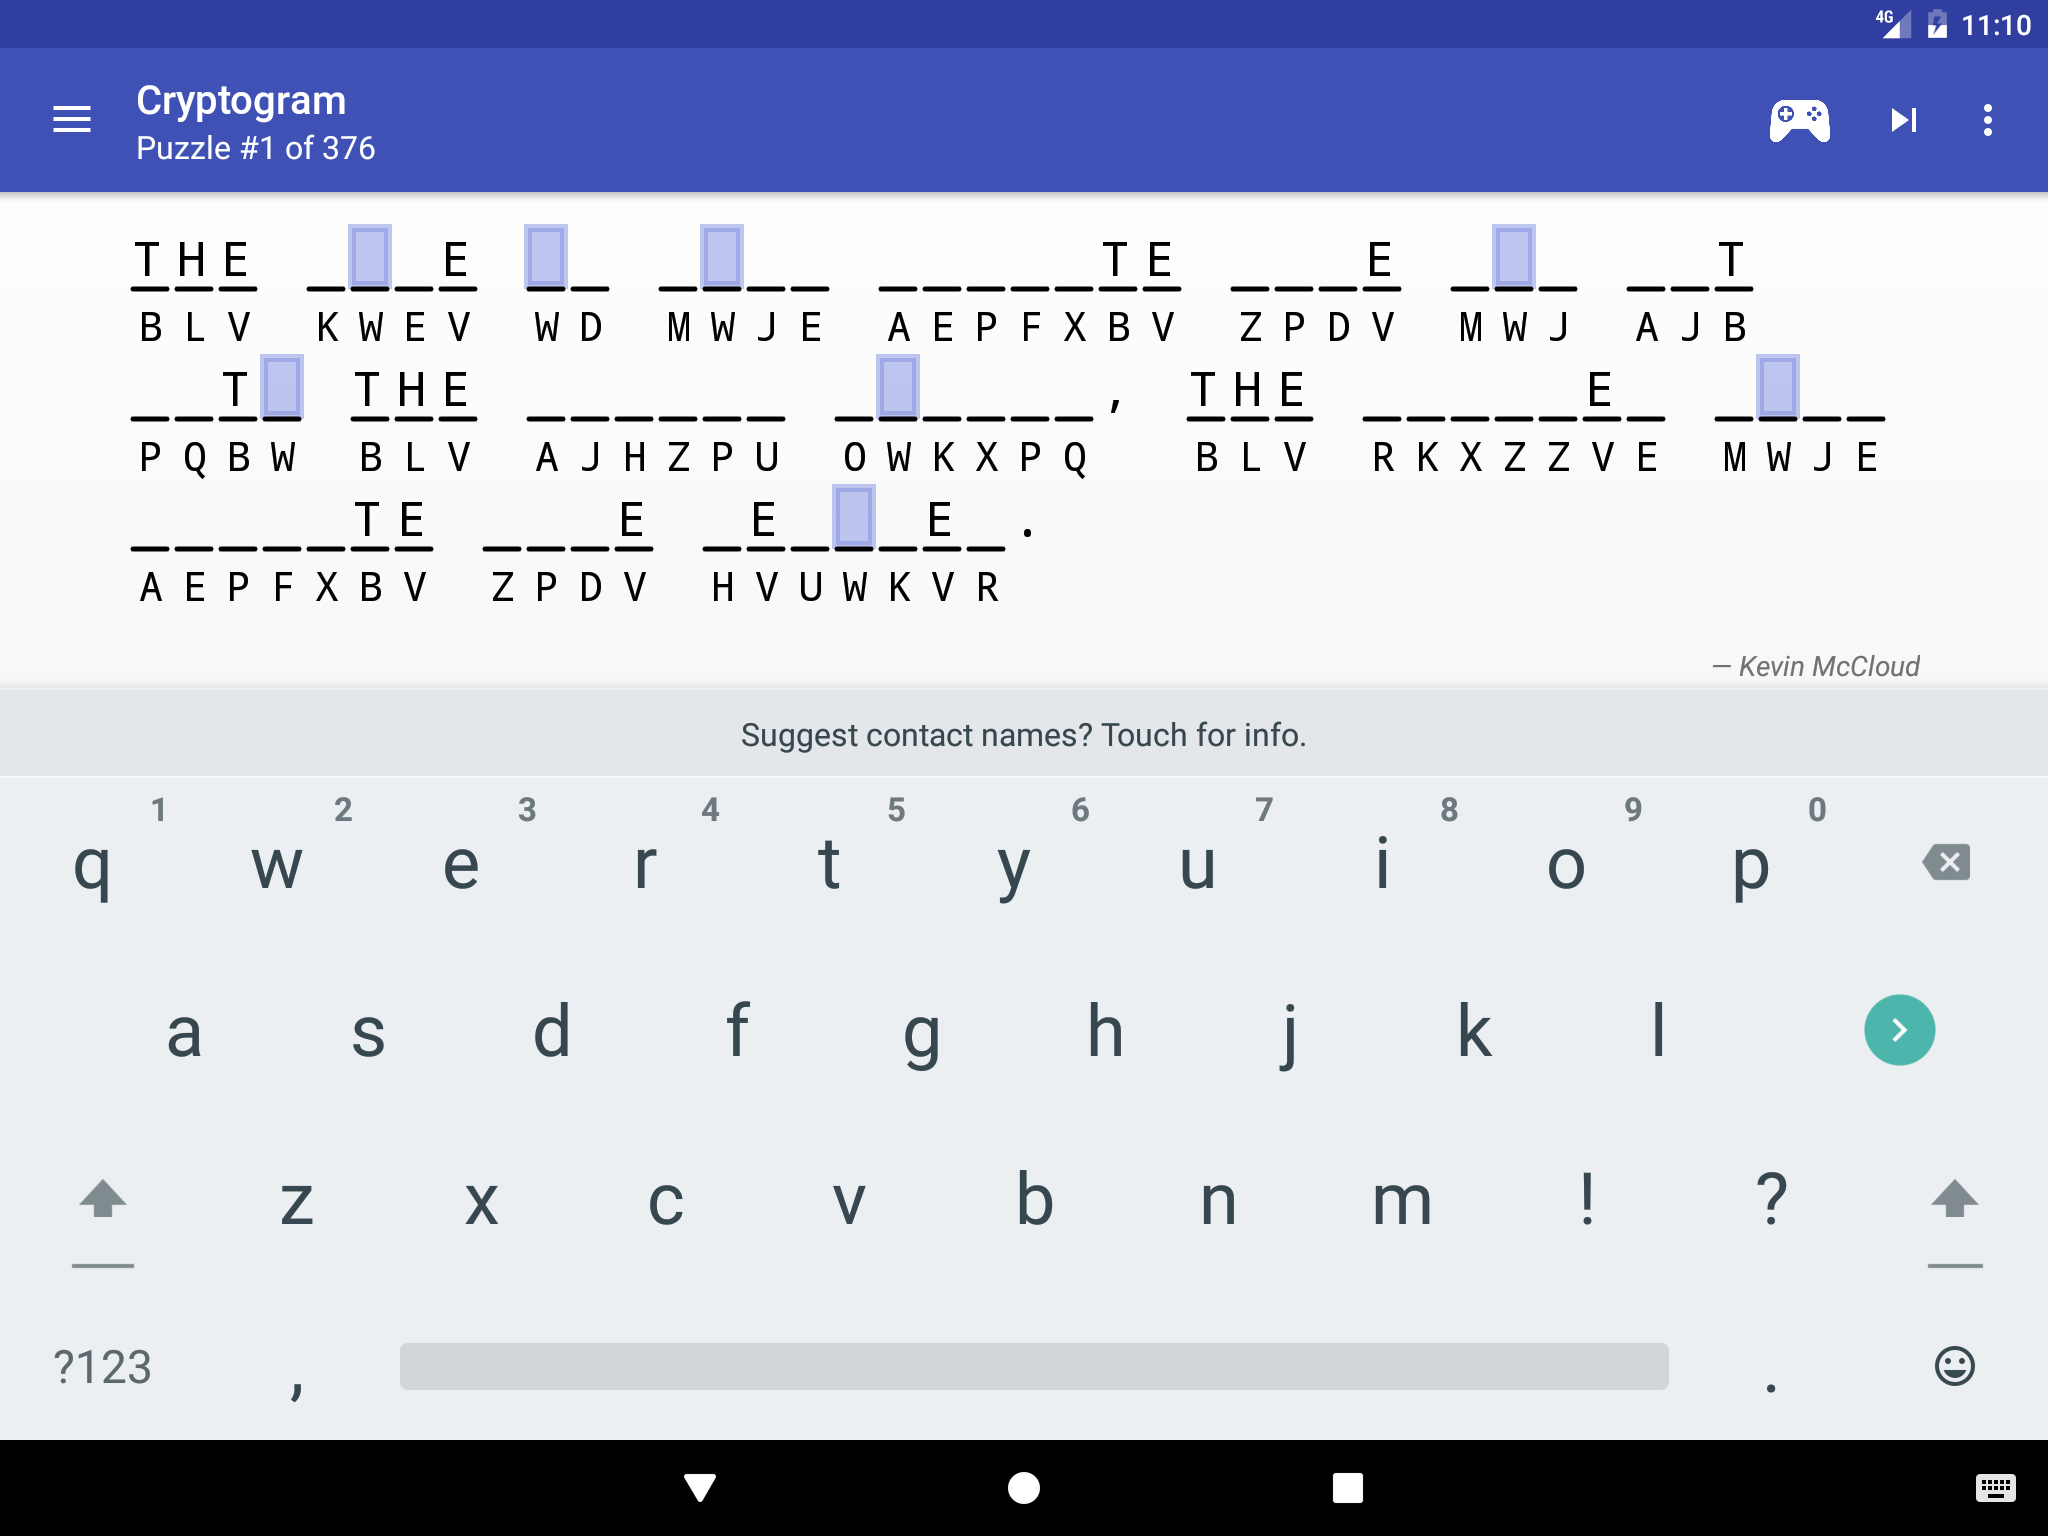 4G 11:10
Cryptogram
Puzzle #1 of 376
T H E E T E E T
B L V K W E V W D M W J E A E P F X B V Z P D V M W J A J B
T T H E , T H E E
P Q B W B L V A J H Z P U O W K X P Q B L V R K X Z Z V E M W J E
T E E E E .
A E P F X B V Z P D V H V U W K V R
— Kevin McCloud
Suggest contact names? Touch for info.
1 2 3 4 5 6 7 8 9 0
q w e r t y u i o p
a s d f g h j k l
z x c v b n m ! ?
?123 , .